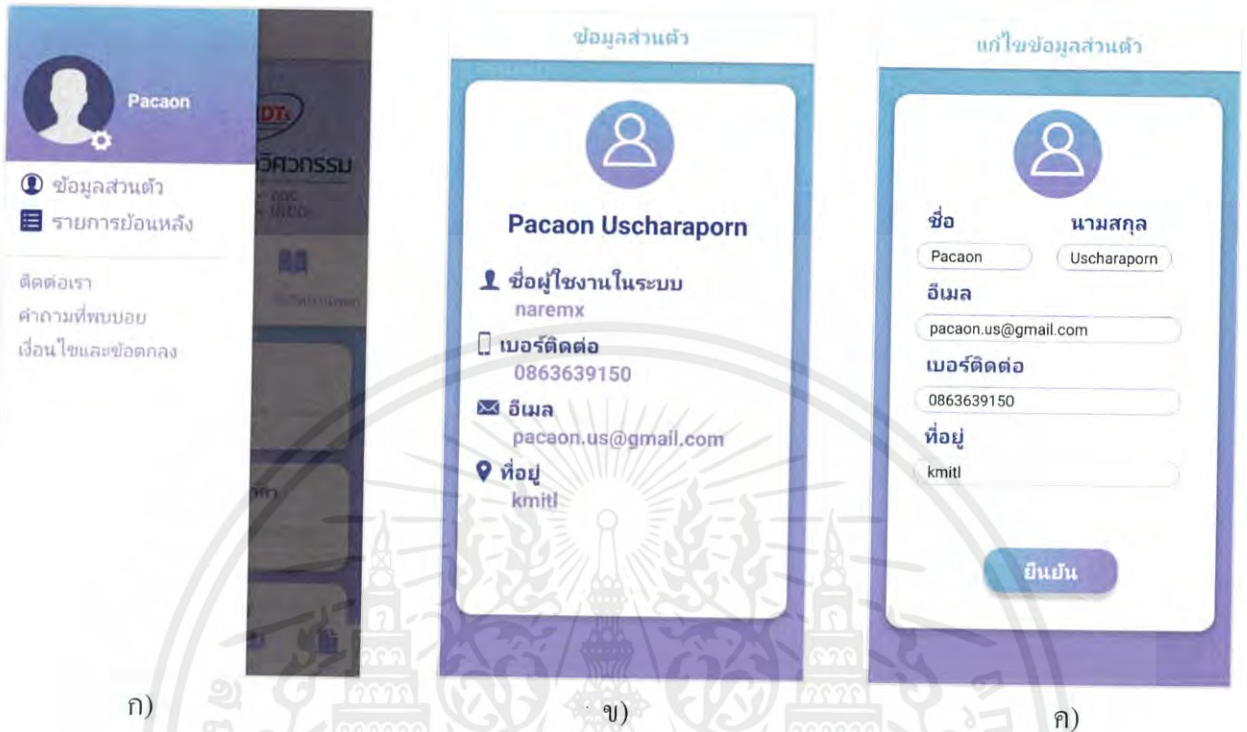 Pacaon
ข้อมูลส่วนตัว
รายการย้อนหลัง
ติดต่อเรา
คำถามที่พบบ่อย
เงื่อนไขและข้อตกลง
วิศวกรรม
ก)
ข้อมูลส่วนตัว
Pacaon Uscharaporn
ชื่อผู้ใช้งานในระบบ
naremx
เบอร์ติดต่อ
0863639150
อีเมล
pacaon.us@gmail.com
ที่อยู่
kmitl
ข)
แก้ไขข้อมูลส่วนตัว
ชื่อ นามสกุล
Pacaon Uscharaporn
อีเมล
pacaon.us@gmail.com
เบอร์ติดต่อ
0863639150
ที่อยู่
kmitl
ยืนยัน
ค)